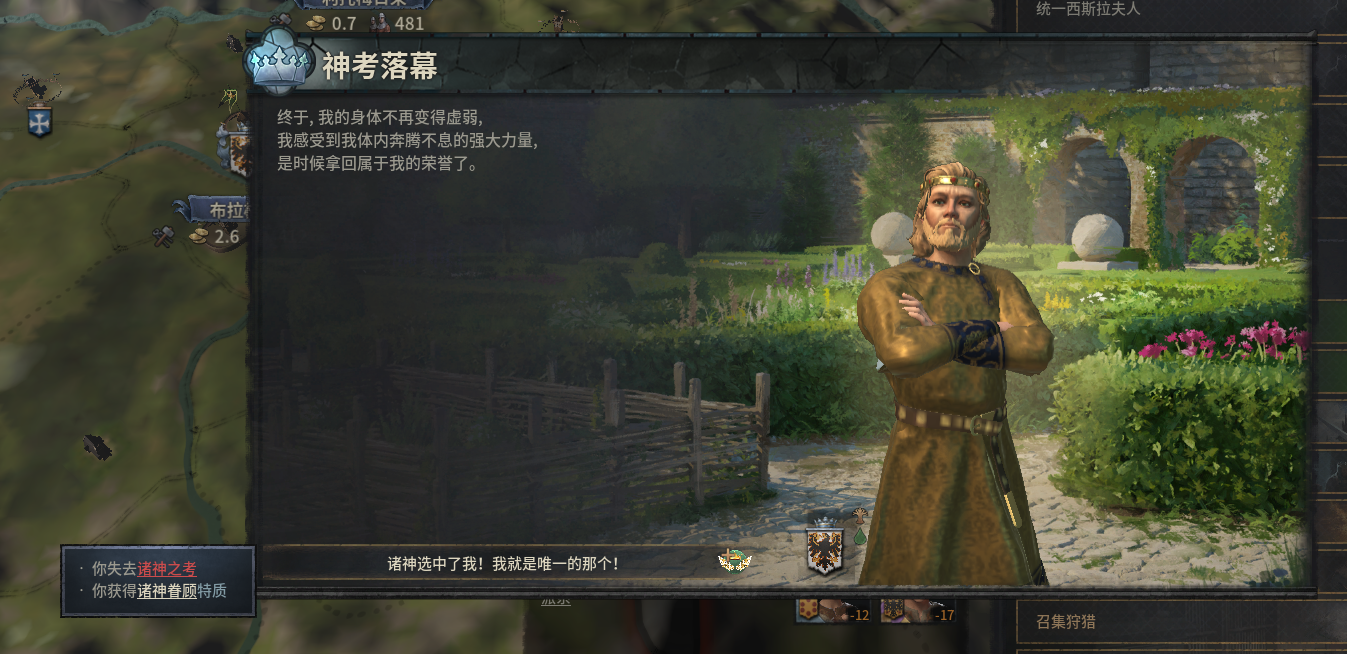 0.7
481
统一西斯拉夫人
神考落幕
终于, 我的身体不再变得虚弱,
我感受到我体内奔腾不息的强大力量,
是时候拿回属于我的荣誉了。
布拉
2.6
诸神选中了我！我就是唯一的那个！
· 你失去诸神之考
· 你获得诸神眷顾特质
-12
-17
召集狩猎